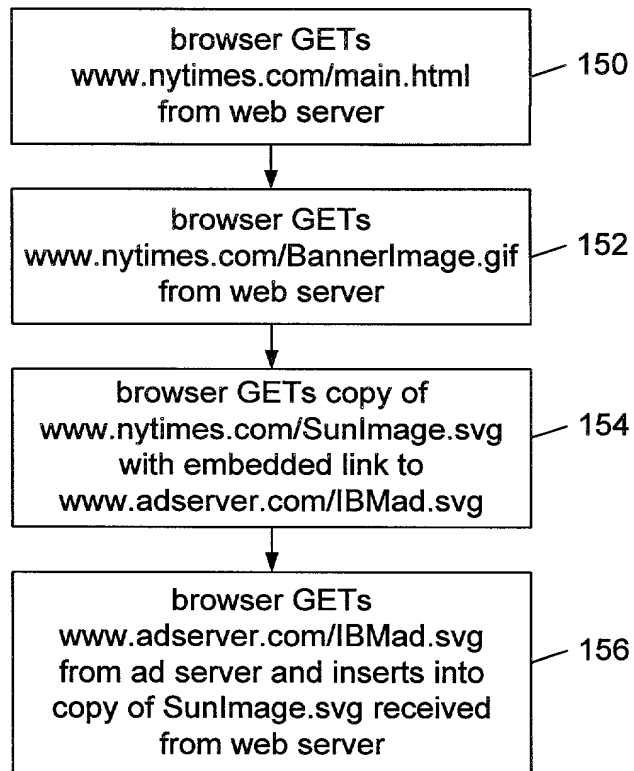 browser GETs
www.nytimes.com/main.html
from web server
150
browser GETs
www.nytimes.com/BannerImage.gif
from web server
152
browser GETs copy of
www.nytimes.com/SunImage.svg
with embedded link to
www.adserver.com/IBMad.svg
154
browser GETs
www.adserver.com/IBMad.svg
from ad server and inserts into
copy of SunImage.svg received
from web server
156